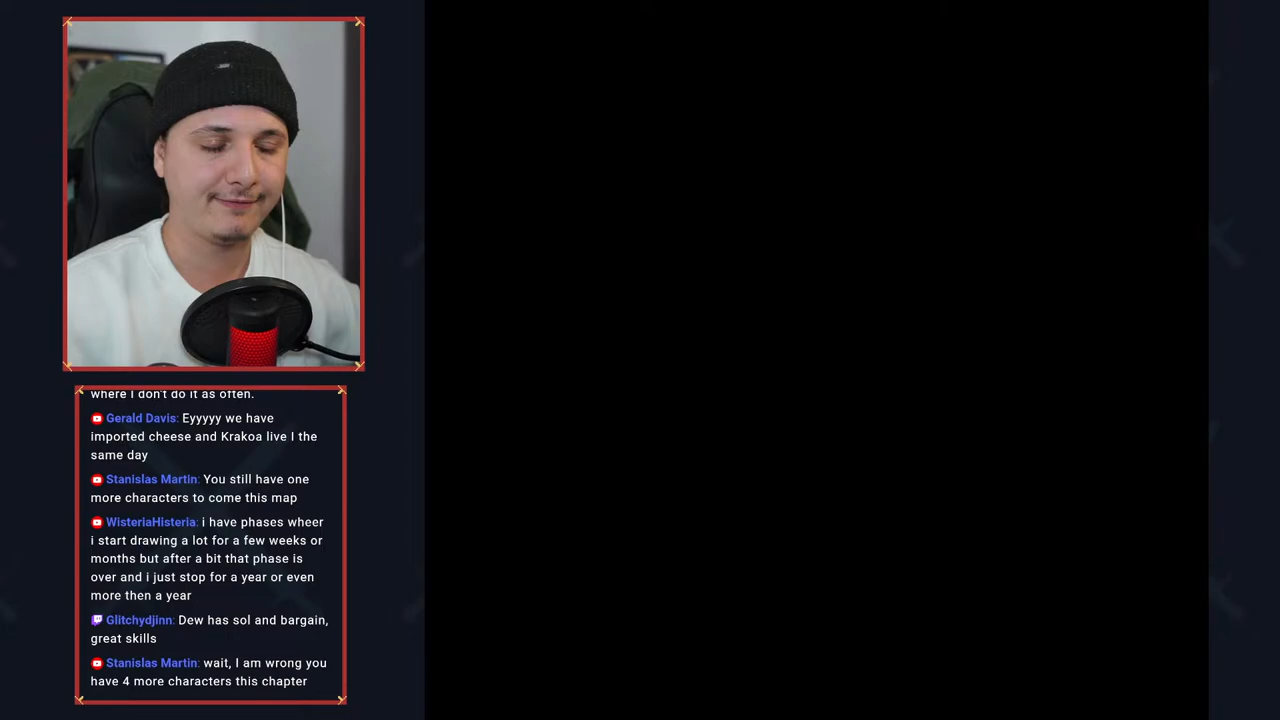 where I don't do it as often.
Gerald Davis: Eyyyyy we have
imported cheese and Krakoa live I the
same day
Stanislas Martin: You still have one
more characters to come this map
WisteriaHisteria: i have phases wheer
i start drawing a lot for a few weeks or
months but after a bit that phase is
over and i just stop for a year or even
more then a year
Glitchydjinn: Dew has sol and bargain,
great skills
Stanislas Martin: wait, I am wrong you
have 4 more characters this chapter